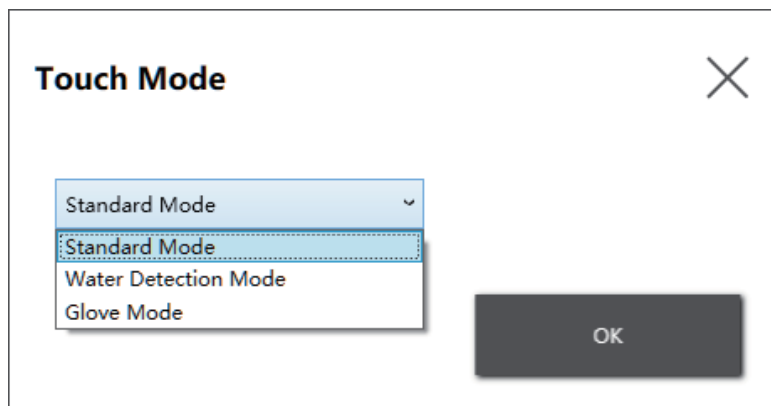 Touch Mode
Standard Mode
Standard Mode
Water Detection Mode
Glove Mode
OK